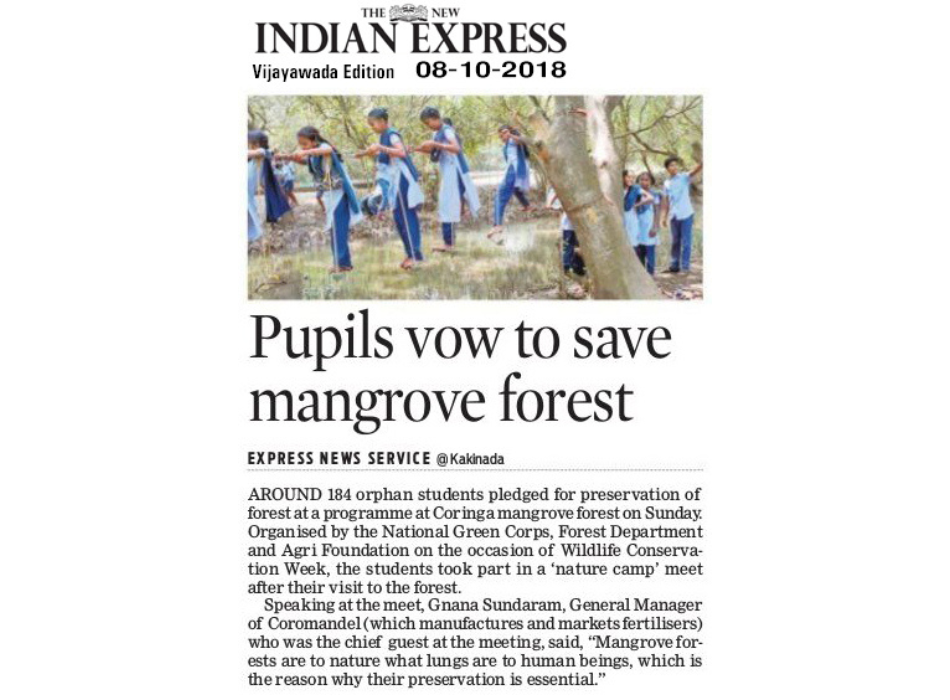 THE NEW
INDIAN EXPRESS
Vijayawada Edition 08-10-2018
Pupils vow to save
mangrove forest
EXPRESS NEWS SERVICE @Kakinada
AROUND 184 orphan students pledged for preservation of
forest at a programme at Coringa mangrove forest on Sunday.
Organised by the National Green Corps, Forest Department
and Agri Foundation on the occasion of Wildlife Conserva-
tion Week, the students took part in a ‘nature camp’ meet
after their visit to the forest.
Speaking at the meet, Gnana Sundaram, General Manager
of Coromandel (which manufactures and markets fertilisers)
who was the chief guest at the meeting, said, “Mangrove for-
ests are to nature what lungs are to human beings, which is
the reason why their preservation is essential.”